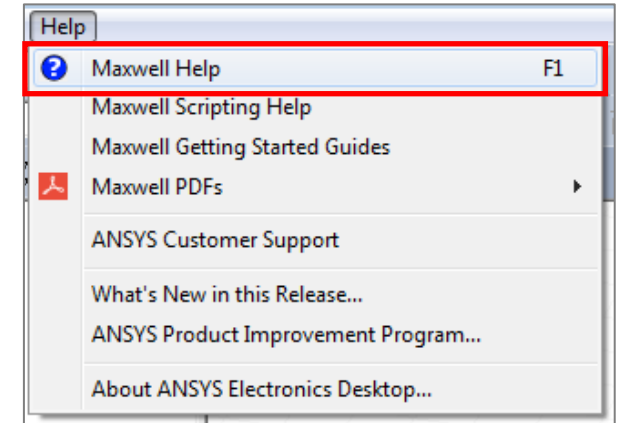 Help
Maxwell Help F1
Maxwell Scripting Help
Maxwell Getting Started Guides
Maxwell PDFs
ANSYS Customer Support
What's New in this Release...
ANSYS Product Improvement Program...
About ANSYS Electronics Desktop...